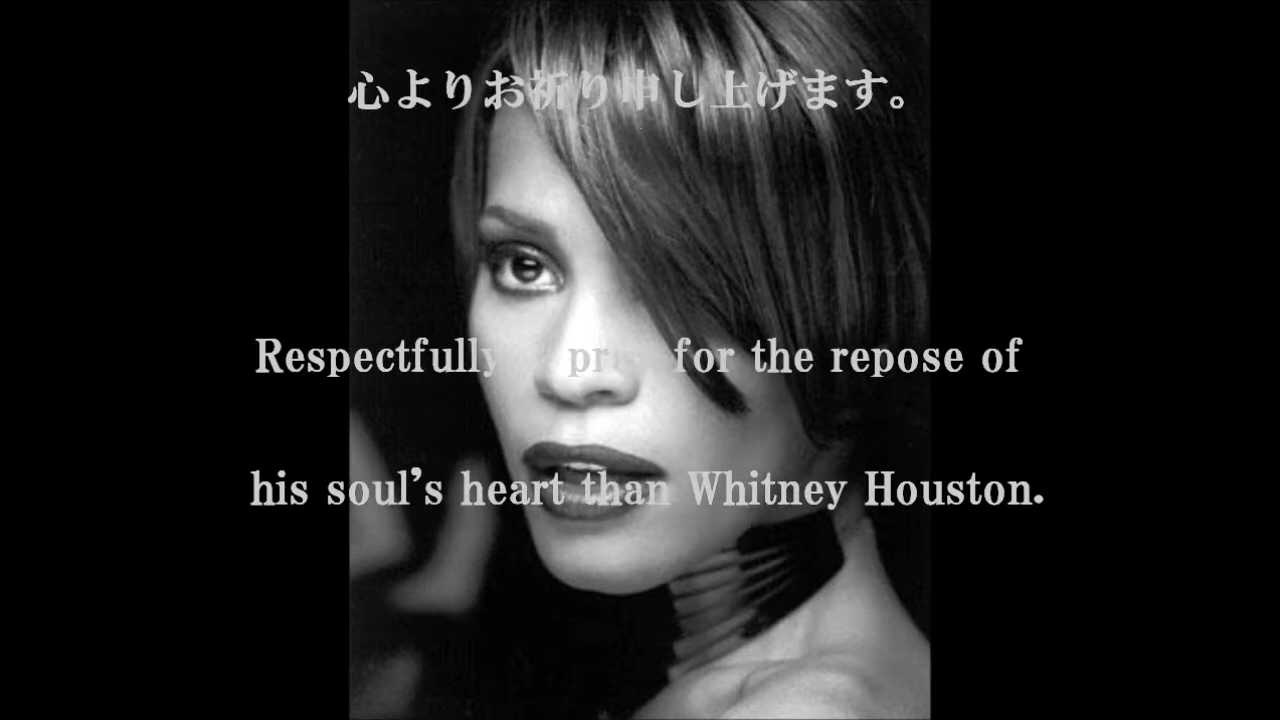 心よりお祈り申し上げます。
Respectfully pray for the repose of
his soul's heart than Whitney Houston.